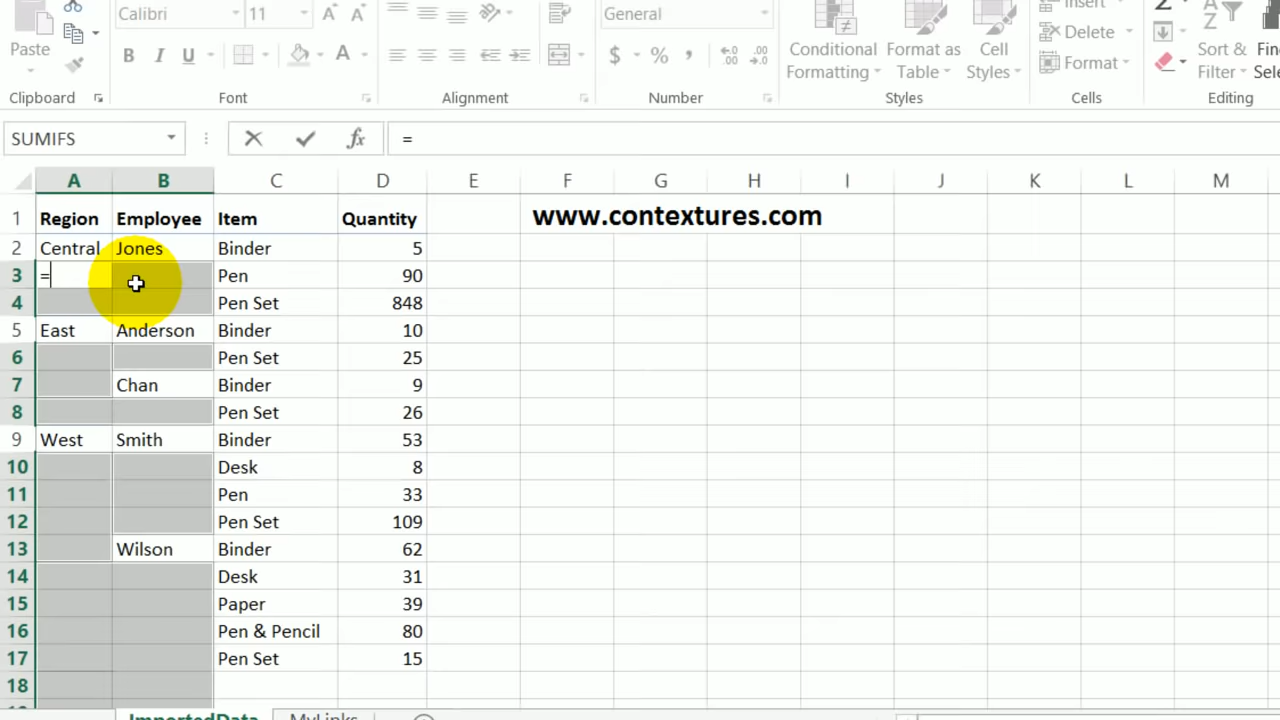 Calibri 11 General
Paste B I U A $ % , Conditional Formatting Format as Table Cell Styles Insert Delete Format Sort & Filter
Clipboard Font Alignment Number Styles Cells Editing
SUMIFS fx =
A B C D E F G H I J K L M
1 Region Employee Item Quantity www.contextures.com
2 Central Jones Binder 5
3 = Pen 90
4 Pen Set 848
5 East Anderson Binder 10
6 Pen Set 25
7 Chan Binder 9
8 Pen Set 26
9 West Smith Binder 53
10 Desk 8
11 Pen 33
12 Pen Set 109
13 Wilson Binder 62
14 Desk 31
15 Paper 39
16 Pen & Pencil 80
17 Pen Set 15
18
ImportedData MyLinks